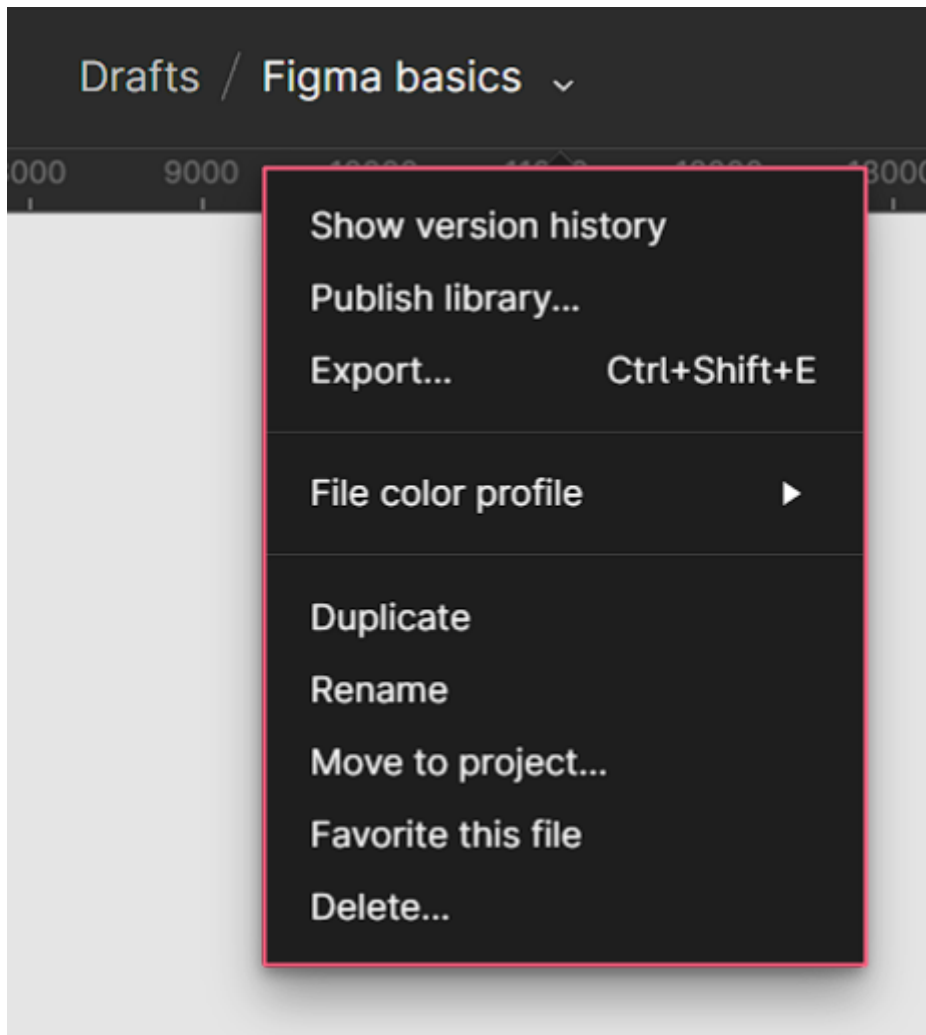 Drafts / Figma basics
9000
Show version history
Publish library...
Export... Ctrl+Shift+E
File color profile
Duplicate
Rename
Move to project...
Favorite this file
Delete...